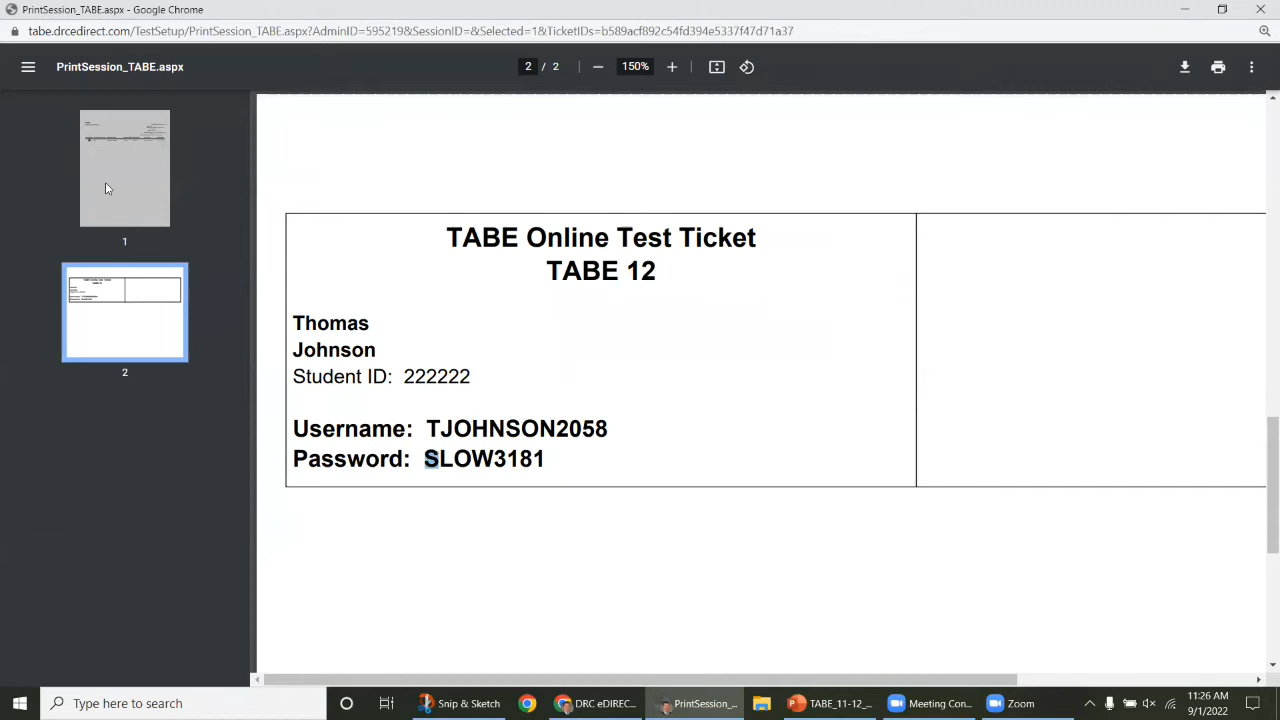 PrintSession_TABE.aspx - Google Chrome
tabe.drcedirect.com/TestSetup/PrintSession_TABE.aspx?AdminID=595219&SessionID=&Selected=1&TicketIDs=b589acf892c54fd394e5337f47d71a37
PrintSession_TABE.aspx
2 / 2
150%
1
2
TABE Online Test Ticket
TABE 12
Thomas
Johnson
Student ID: 222222
Username: TJOHNSON2058
Password: SLOW3181
Type here to search
Snip & Sketch
DRC eDIREC...
PrintSession_...
TABE_11-12_...
Meeting Con...
Zoom
11:26 AM
9/1/2022